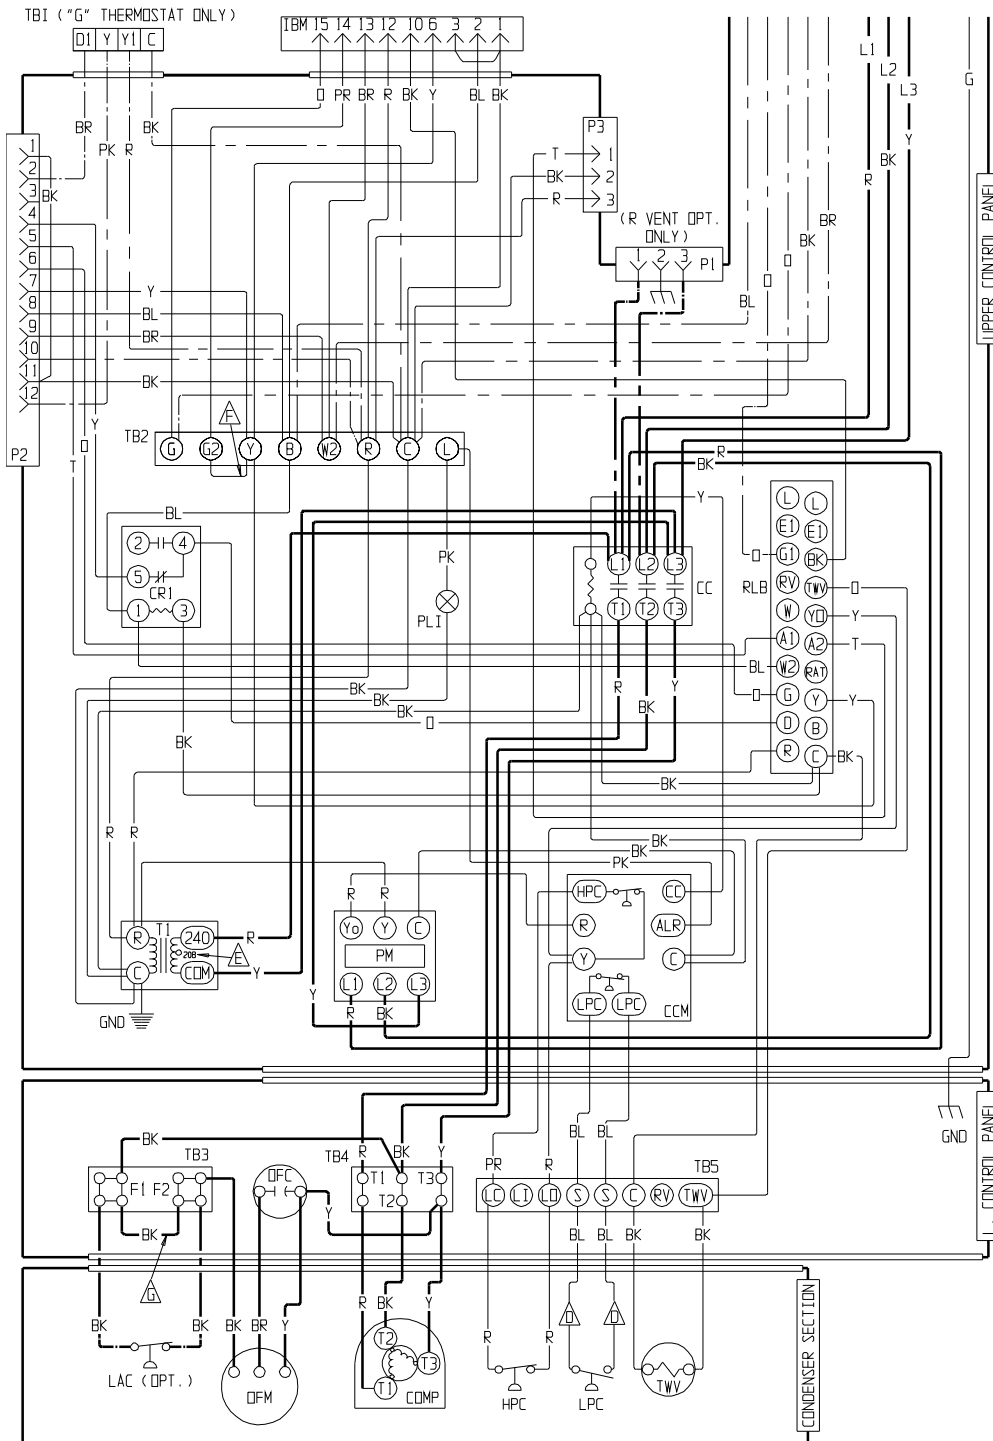 TBI ("G" THERMOSTAT ONLY)
D1 Y Y1 C
IBM 15 14 13 12 10 6 3 2 1
O PR BR R BK Y BL BK
BR PK R BK
L1
L2
L3
G
P3
T 1
BK 2
R 3
1
2
3
4
5
6
7
8
9
10
11
12
P2
BK
Y
BL
BR
BK
Y
O
T
(R VENT OPT.
ONLY)
1 2 3 P1
R BK Y
BL O O BK BR
UPPER CONTROL PANEL
F
TB2
G G2 Y B W2 R C L
R
BK
BL
2 4
5
CR1
1 3
PK
PLI
Y
L1 L2 L3
CC
T1 T2 T3
R BK Y
RLB
L L
E1 E1
O G1 BK
RV TWV O
W YO Y
A1 A2 T
BL W2 RAT
O G Y Y
D B
R C BK
BK
BK
BK
O
BK
BK
R R
BK
BK
PK
R R
T1
R 240 R
208 E
C COM Y
GND
Yo Y C
PM
L1 L2 L3
Y R BK
HPC CC
R ALR
Y C
LPC LPC
CCM
GND
L. CONTROL PANEL
BK
TB3
F1 F2
BK
G
OFC
Y
TB4
R BK Y
T1 T3
T2
PR R BL BL
TB5
LC LI LO S S C RV TWV
BL BL BK BK
R BK Y
BK BK BK BR Y
LAC (OPT.)
OFM
T2
T3
T1
COMP
R R
HPC
D D
LPC
TWV
CONDENSER SECTION